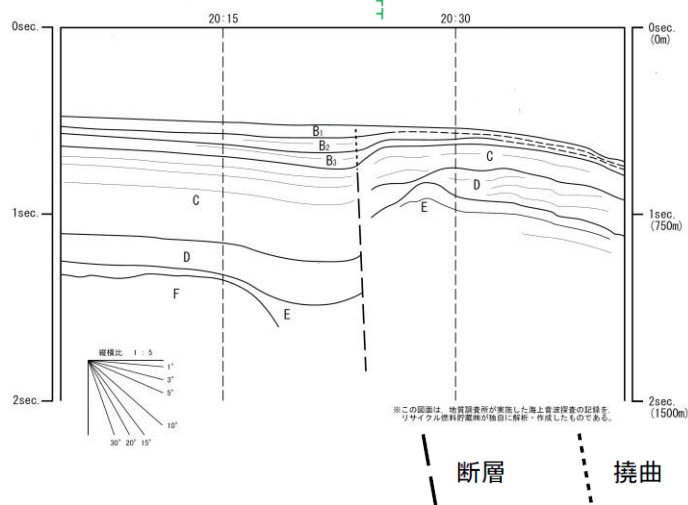 20:15 20:30
0sec. 0sec.
(0m)
B1
B2
B3
C
C
D
E
1sec. 1sec.
(750m)
D
F
E
縦横比 1:5
1°
3°
5°
10°
30° 20° 15°
2sec. 2sec.
(1500m)
※この図面は、地質調査所が実施した海上音波探査の記録を、
リサイクル燃料貯蔵㈱が独自に解析・作成したものである。
断層 撓曲